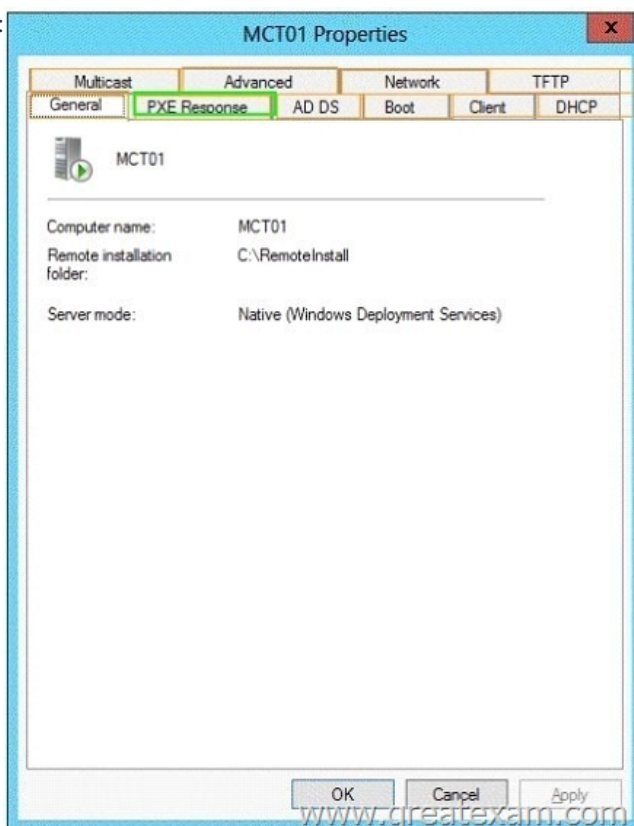 :
MCT01 Properties
x
Multicast Advanced Network TFTP
General PXE Response AD DS Boot Client DHCP
MCT01
Computer name: MCT01
Remote installation folder: C:\RemoteInstall
Server mode: Native (Windows Deployment Services)
OK Cancel Apply
www.greatexam.com